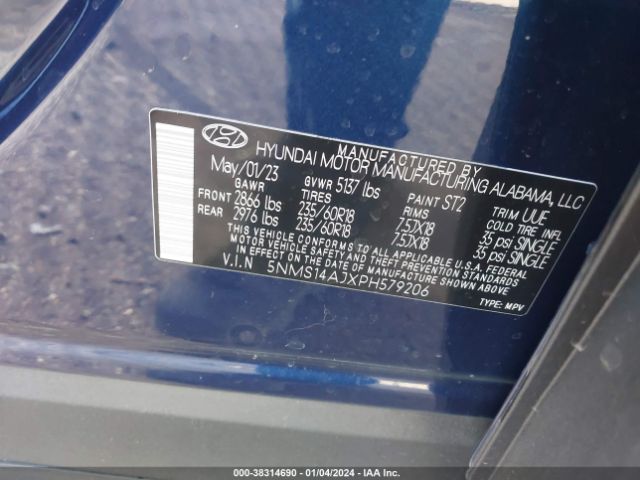 MANUFACTURED BY
HYUNDAI MOTOR MANUFACTURING ALABAMA, LLC
May/01/23 GVWR 5137 lbs PAINT ST2 TRIM UUE
GAWR TIRES RIMS COLD TIRE INFL
FRONT 2866 lbs 235/60R18 7.5JX18 35 psi SINGLE
REAR 2976 lbs 235/60R18 7.5JX18 35 psi SINGLE
THIS VEHICLE CONFORMS TO ALL APPLICABLE U.S.A. FEDERAL
MOTOR VEHICLE SAFETY AND THEFT PREVENTION STANDARDS
IN EFFECT ON THE DATE OF MANUFACTURE SHOWN ABOVE
V.I.N 5NMS14AJXPH579206
TYPE: MPV
000-38314690 - 01/04/2024 - IAA Inc.